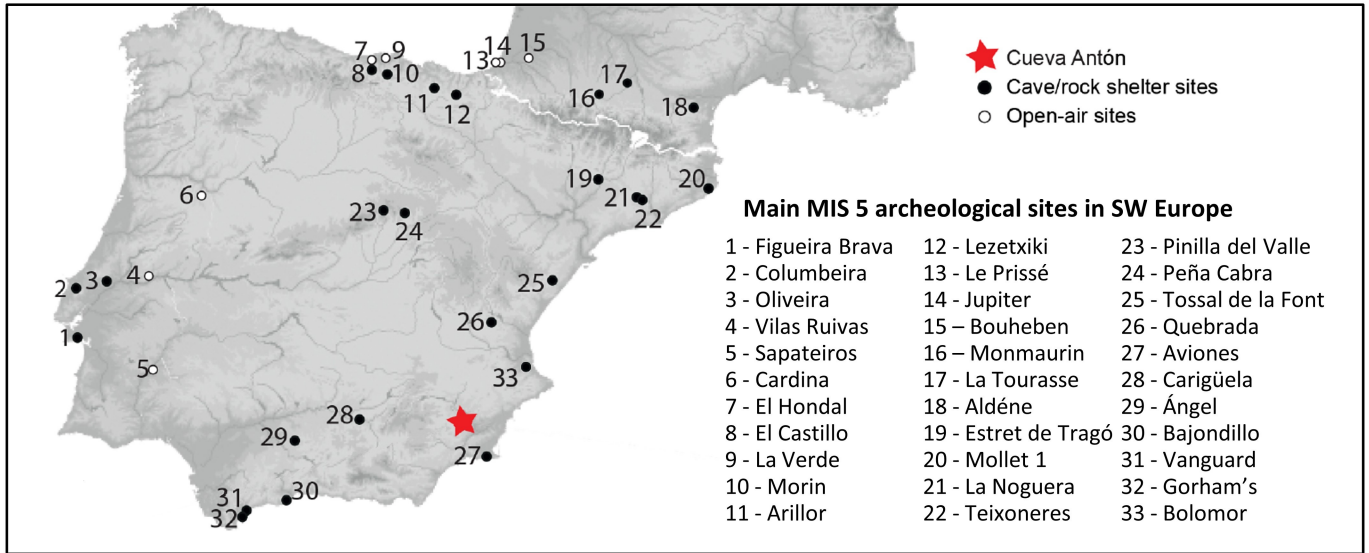 7
9
14
15
13
8
10
11
12
17
16
18
6
19
20
21
22
23
24
4
3
2
25
1
26
5
33
28
29
27
30
31
32
Cueva Antón
Cave/rock shelter sites
Open-air sites
Main MIS 5 archeological sites in SW Europe
1 - Figueira Brava
2 - Columbeira
3 - Oliveira
4 - Vilas Ruivas
5 - Sapateiros
6 - Cardina
7 - El Hondal
8 - El Castillo
9 - La Verde
10 - Morin
11 - Arillor
12 - Lezetxiki
13 - Le Prissé
14 - Jupiter
15 – Bouheben
16 – Monmaurin
17 - La Tourasse
18 - Aldéne
19 - Estret de Tragó
20 - Mollet 1
21 - La Noguera
22 - Teixoneres
23 - Pinilla del Valle
24 - Peña Cabra
25 - Tossal de la Font
26 - Quebrada
27 - Aviones
28 - Carigüela
29 - Ángel
30 - Bajondillo
31 - Vanguard
32 - Gorham’s
33 - Bolomor